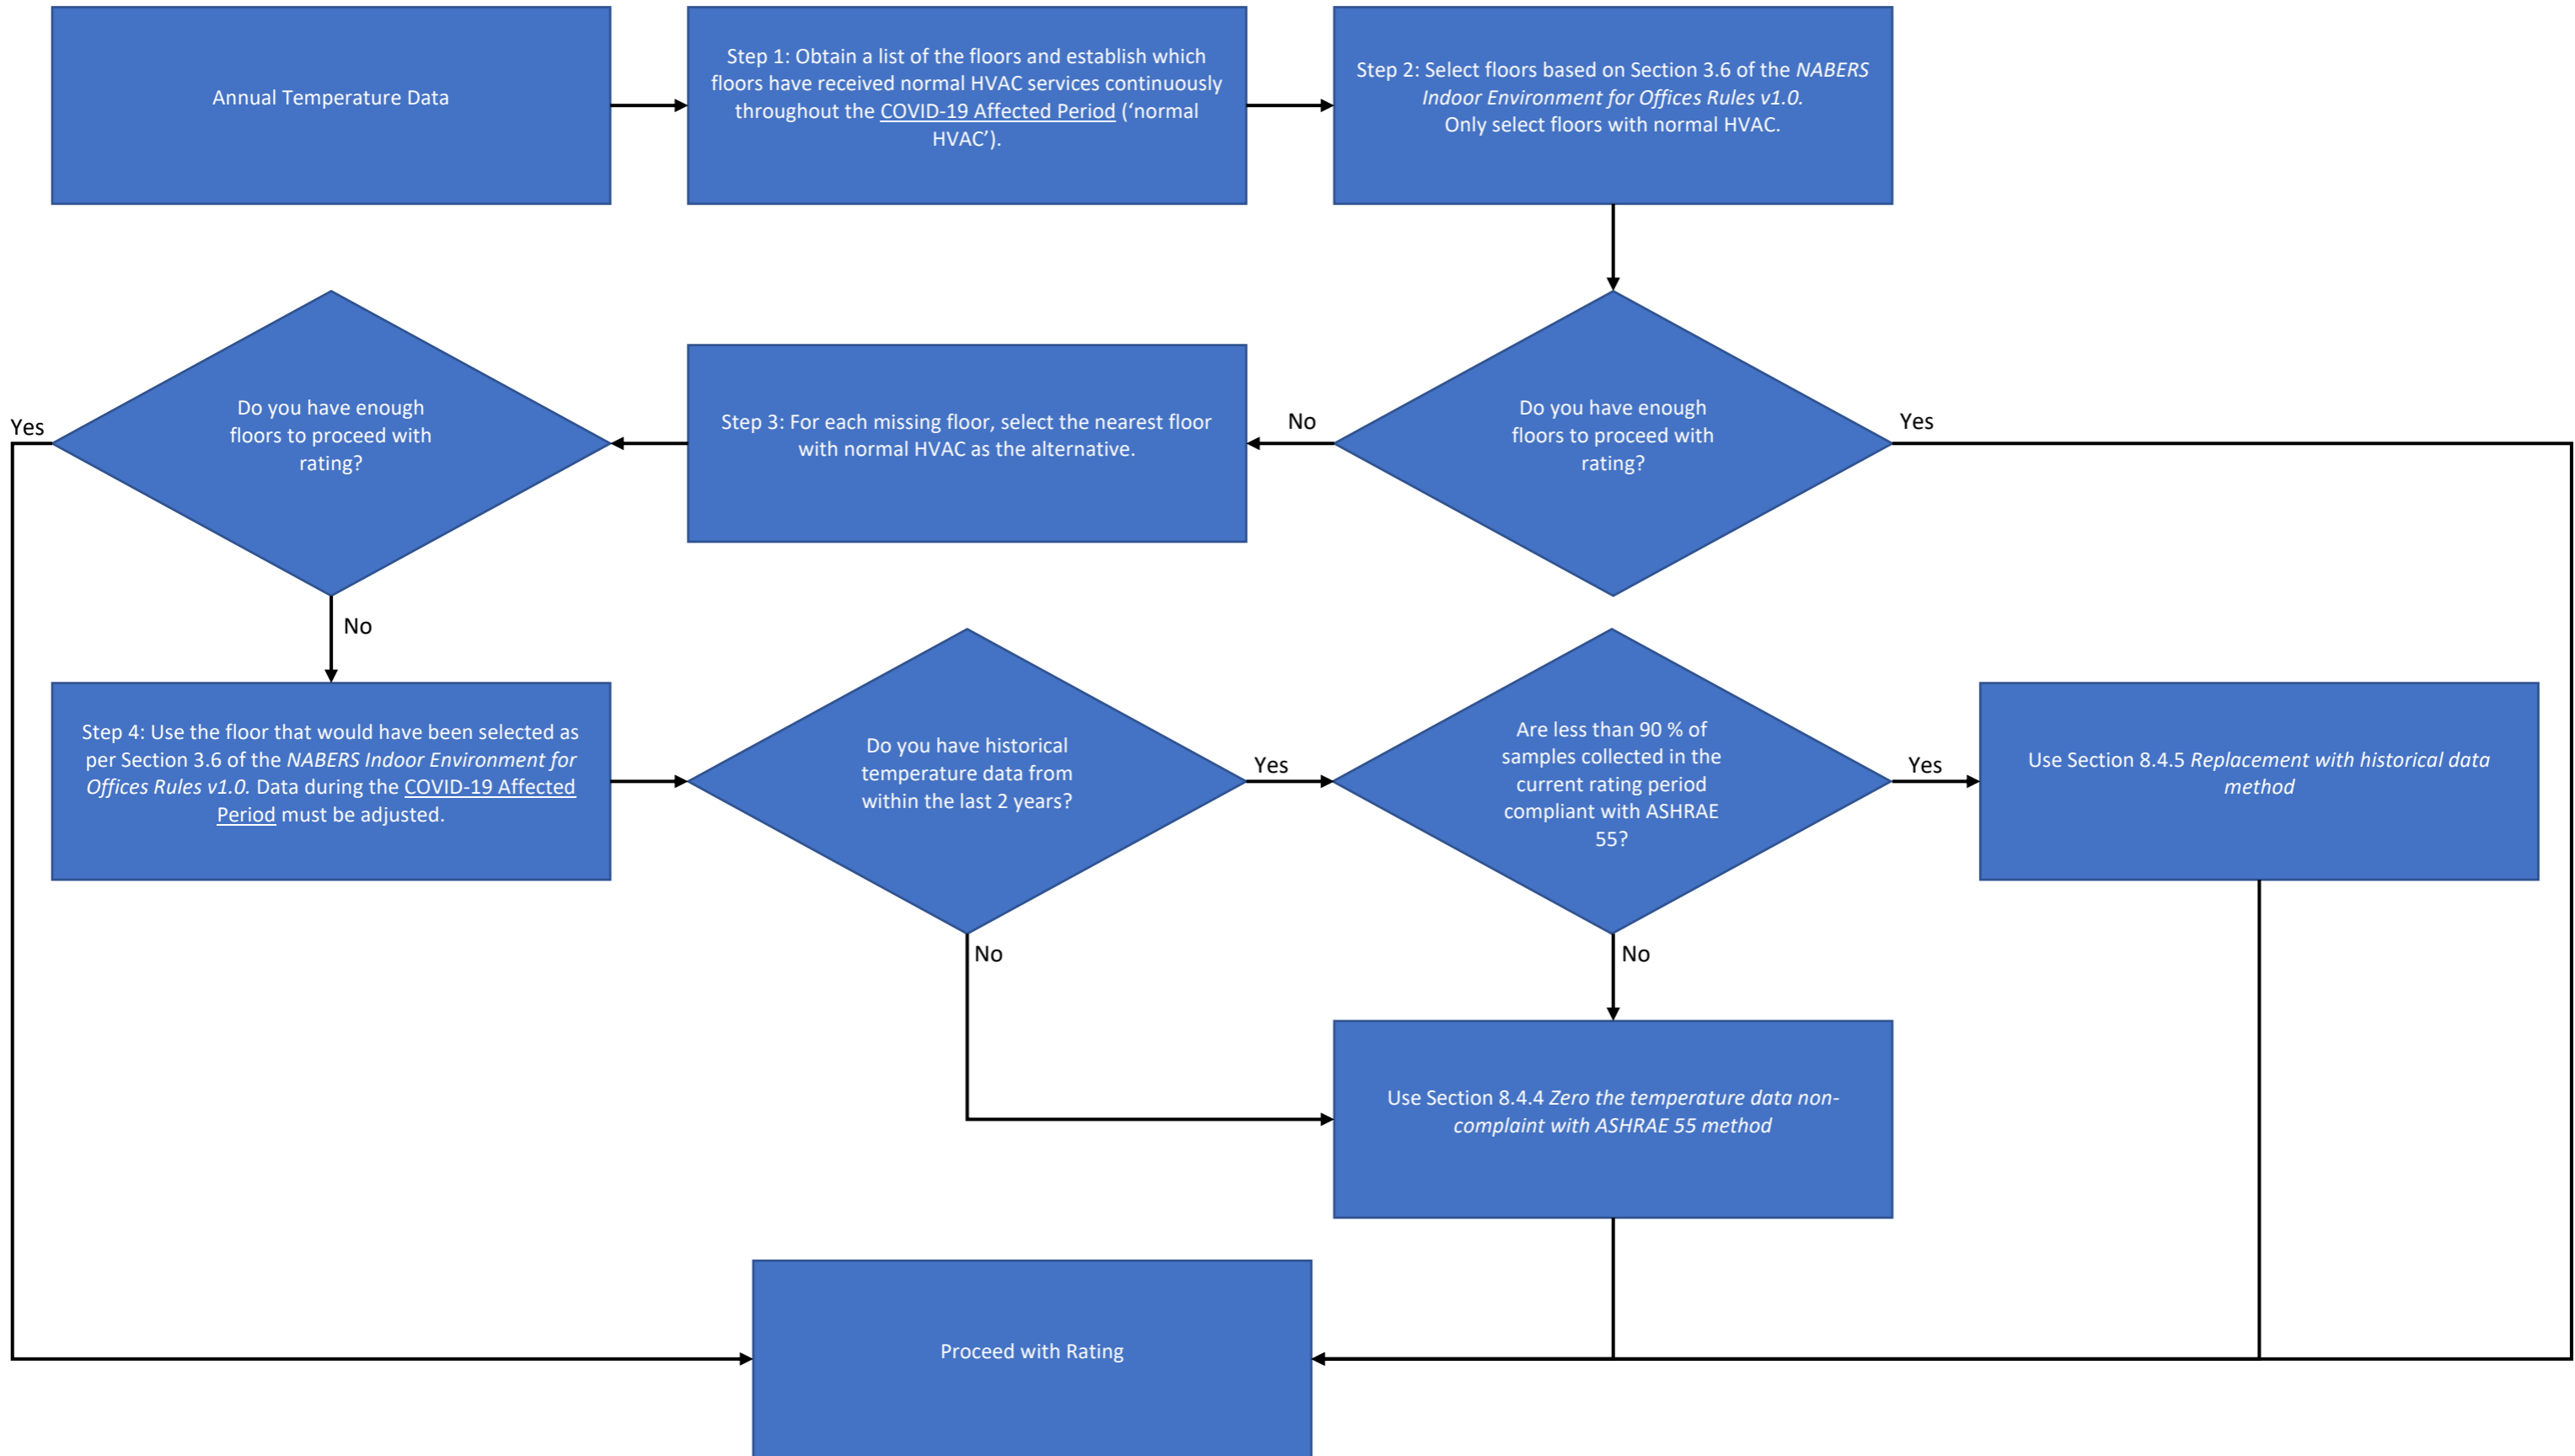 Annual Temperature Data
Step 1: Obtain a list of the floors and establish which
floors have received normal HVAC services continuously
throughout the COVID-19 Affected Period (‘normal
HVAC’).
Step 2: Select floors based on Section 3.6 of the NABERS
Indoor Environment for Offices Rules v1.0.
Only select floors with normal HVAC.
Do you have enough
floors to proceed with
rating?
Yes
No
Step 3: For each missing floor, select the nearest floor
with normal HVAC as the alternative.
Do you have enough
floors to proceed with
rating?
Yes
No
Step 4: Use the floor that would have been selected as
per Section 3.6 of the NABERS Indoor Environment for
Offices Rules v1.0. Data during the COVID-19 Affected
Period must be adjusted.
Do you have historical
temperature data from
within the last 2 years?
Yes
No
Are less than 90 % of
samples collected in the
current rating period
compliant with ASHRAE
55?
Yes
No
Use Section 8.4.5 Replacement with historical data
method
Use Section 8.4.4 Zero the temperature data non-
complaint with ASHRAE 55 method
Proceed with Rating